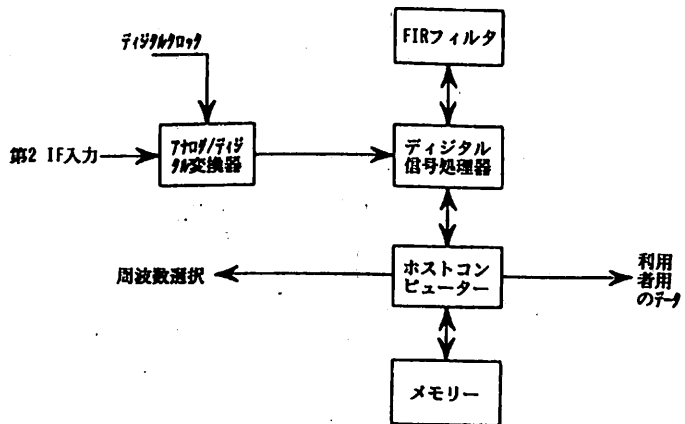 ディジタルクロック
FIRフィルタ
第2 IF入力
アナログ/ディジ
タル変換器
ディジタル
信号処理器
周波数選択
ホストコン
ピューター
利用
者用
のデータ
メモリー